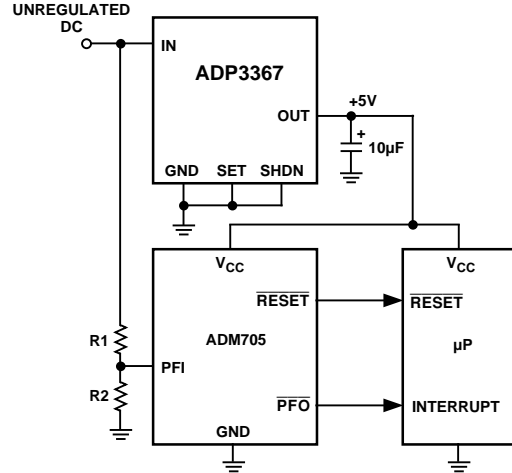 UNREGULATED
DC
IN
ADP3367
OUT
+5V
+
10µF
GND SET SHDN
VCC
VCC
RESET
RESET
R1
ADM705
µP
PFI
R2
PFO
INTERRUPT
GND